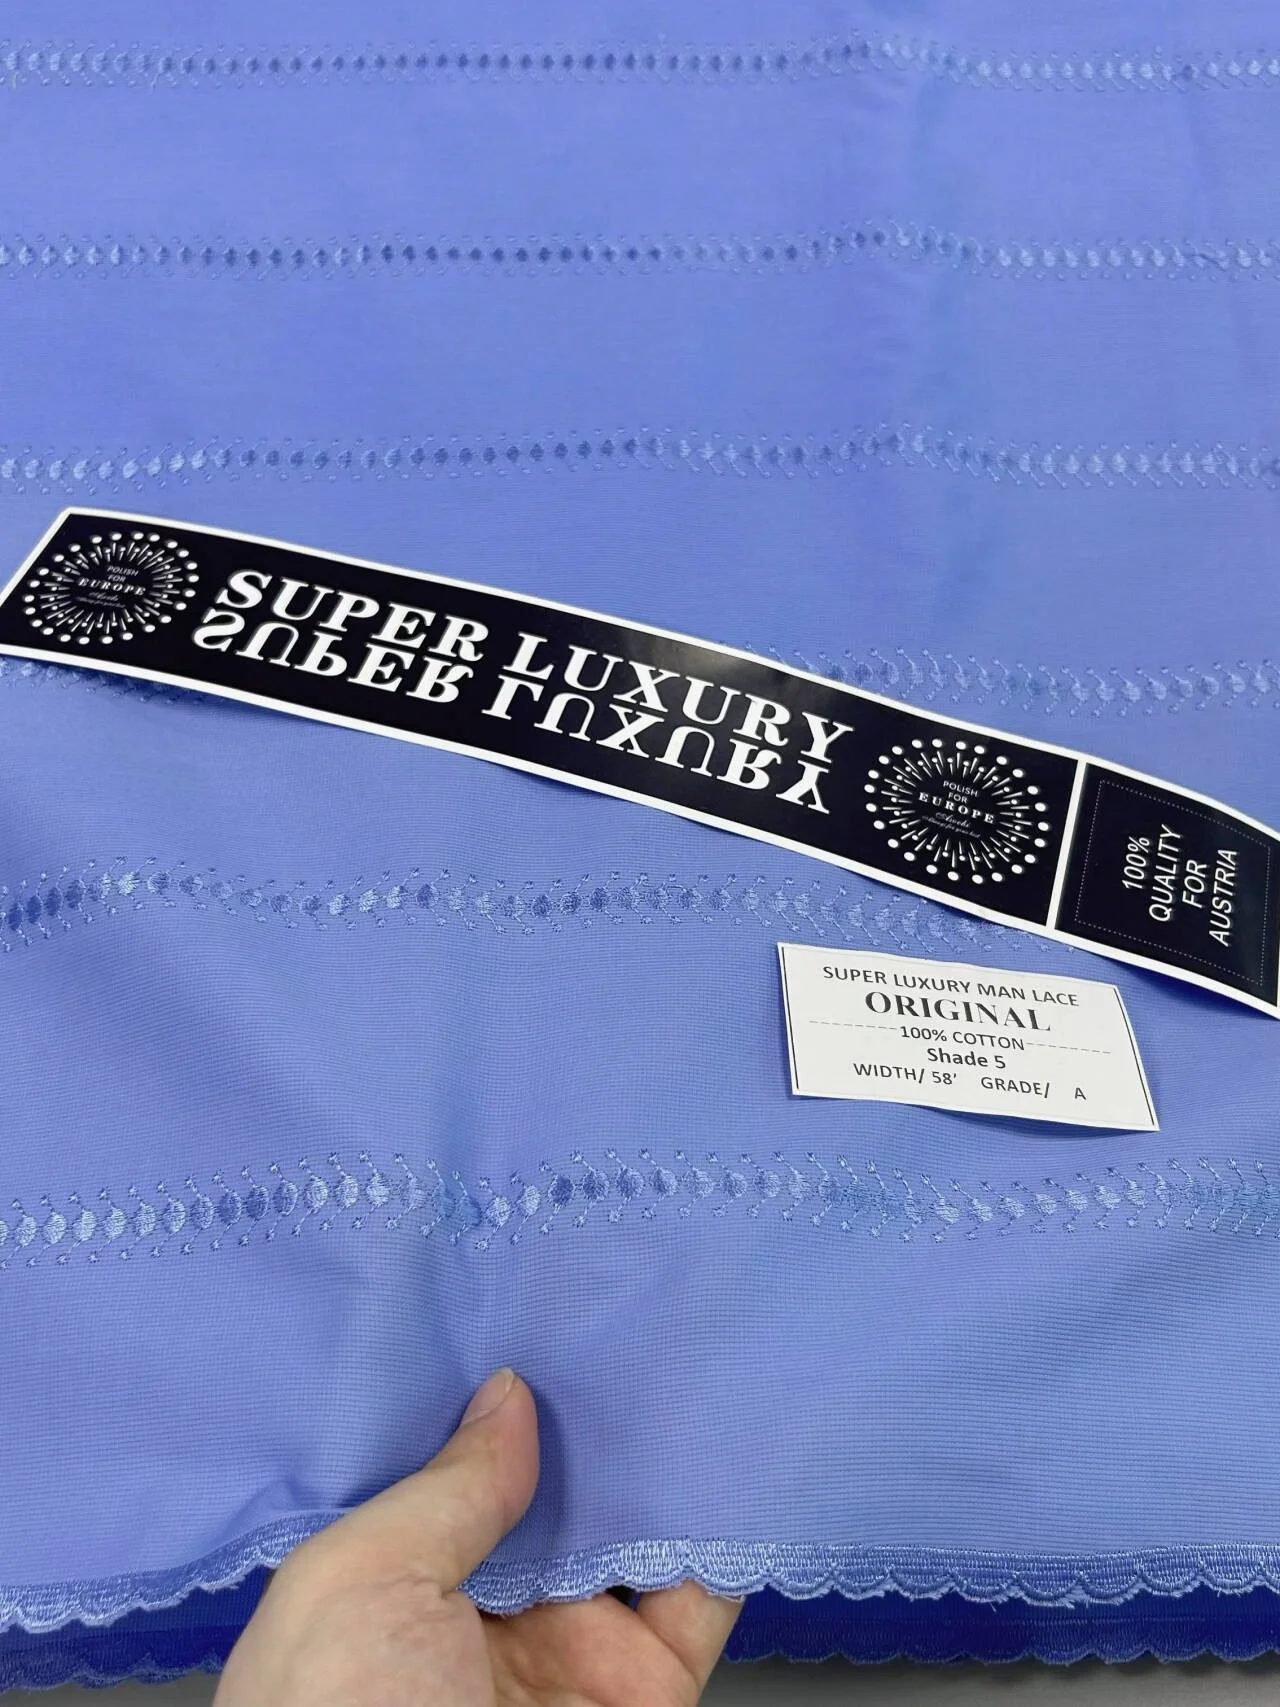 POLISH
FOR
EUROPE
SUPER LUXURY
SUPER LUXURY
POLISH
FOR
EUROPE
100%
QUALITY
FOR
AUSTRIA
SUPER LUXURY MAN LACE
ORIGINAL
--------100% COTTON--------
Shade 5
WIDTH/ 58' GRADE/ A